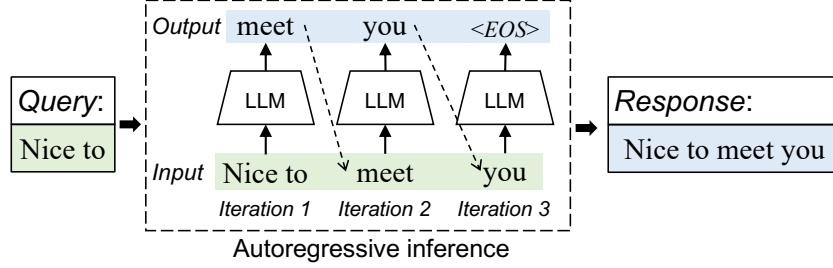 Output meet you <EOS>
LLM LLM LLM
Query:
Nice to
Response:
Nice to meet you
Input Nice to meet you
Iteration 1 Iteration 2 Iteration 3
Autoregressive inference